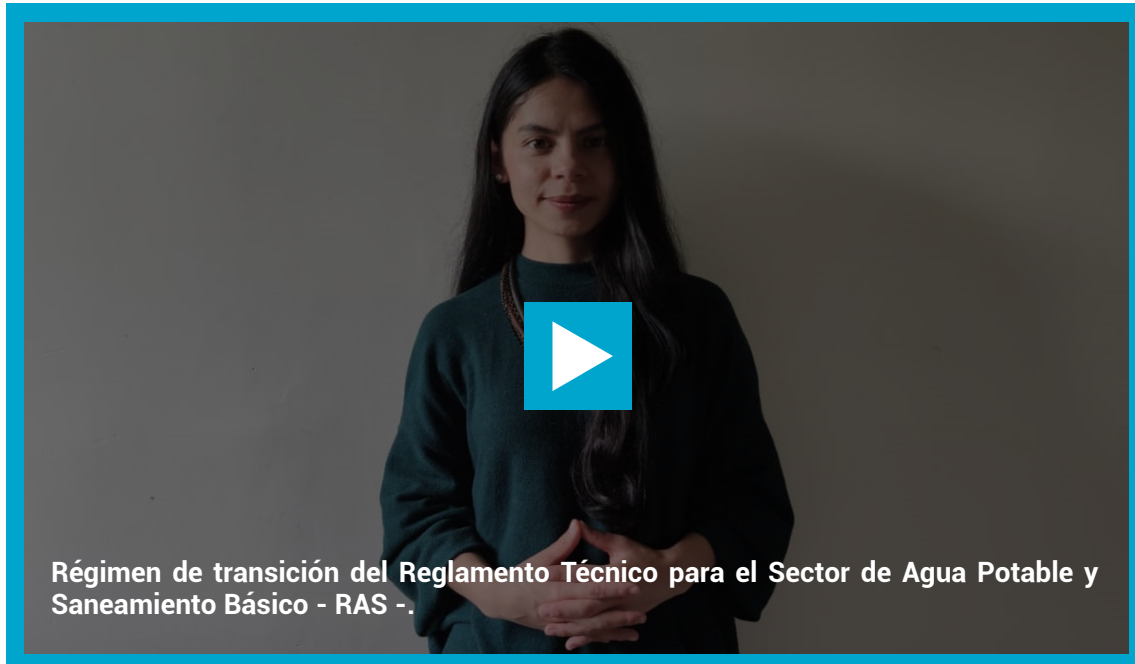 Régimen de transición del Reglamento Técnico para el Sector de Agua Potable y
Saneamiento Básico - RAS -.